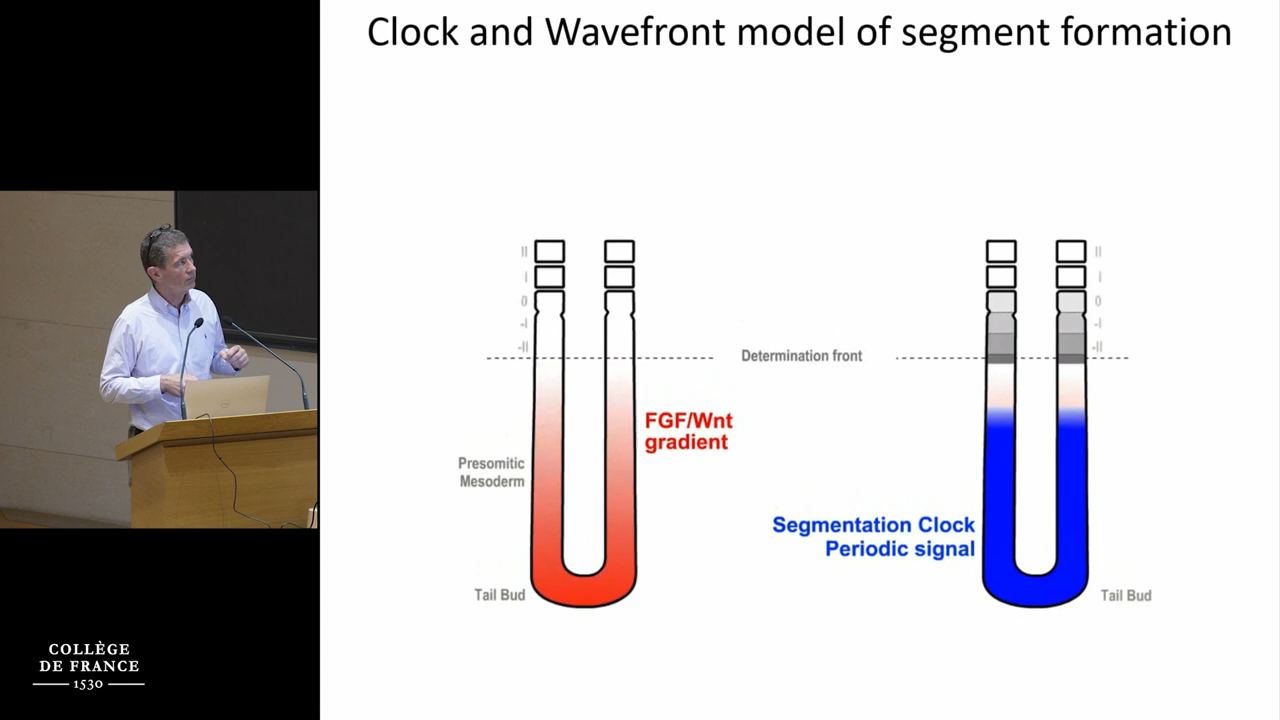 Clock and Wavefront model of segment formation
II
I
0
-I
-II
Determination front
FGF/Wnt
gradient
Presomitic
Mesoderm
Tail Bud
II
I
0
-I
-II
Segmentation Clock
Periodic signal
Tail Bud
COLLÈGE
DE FRANCE
1530